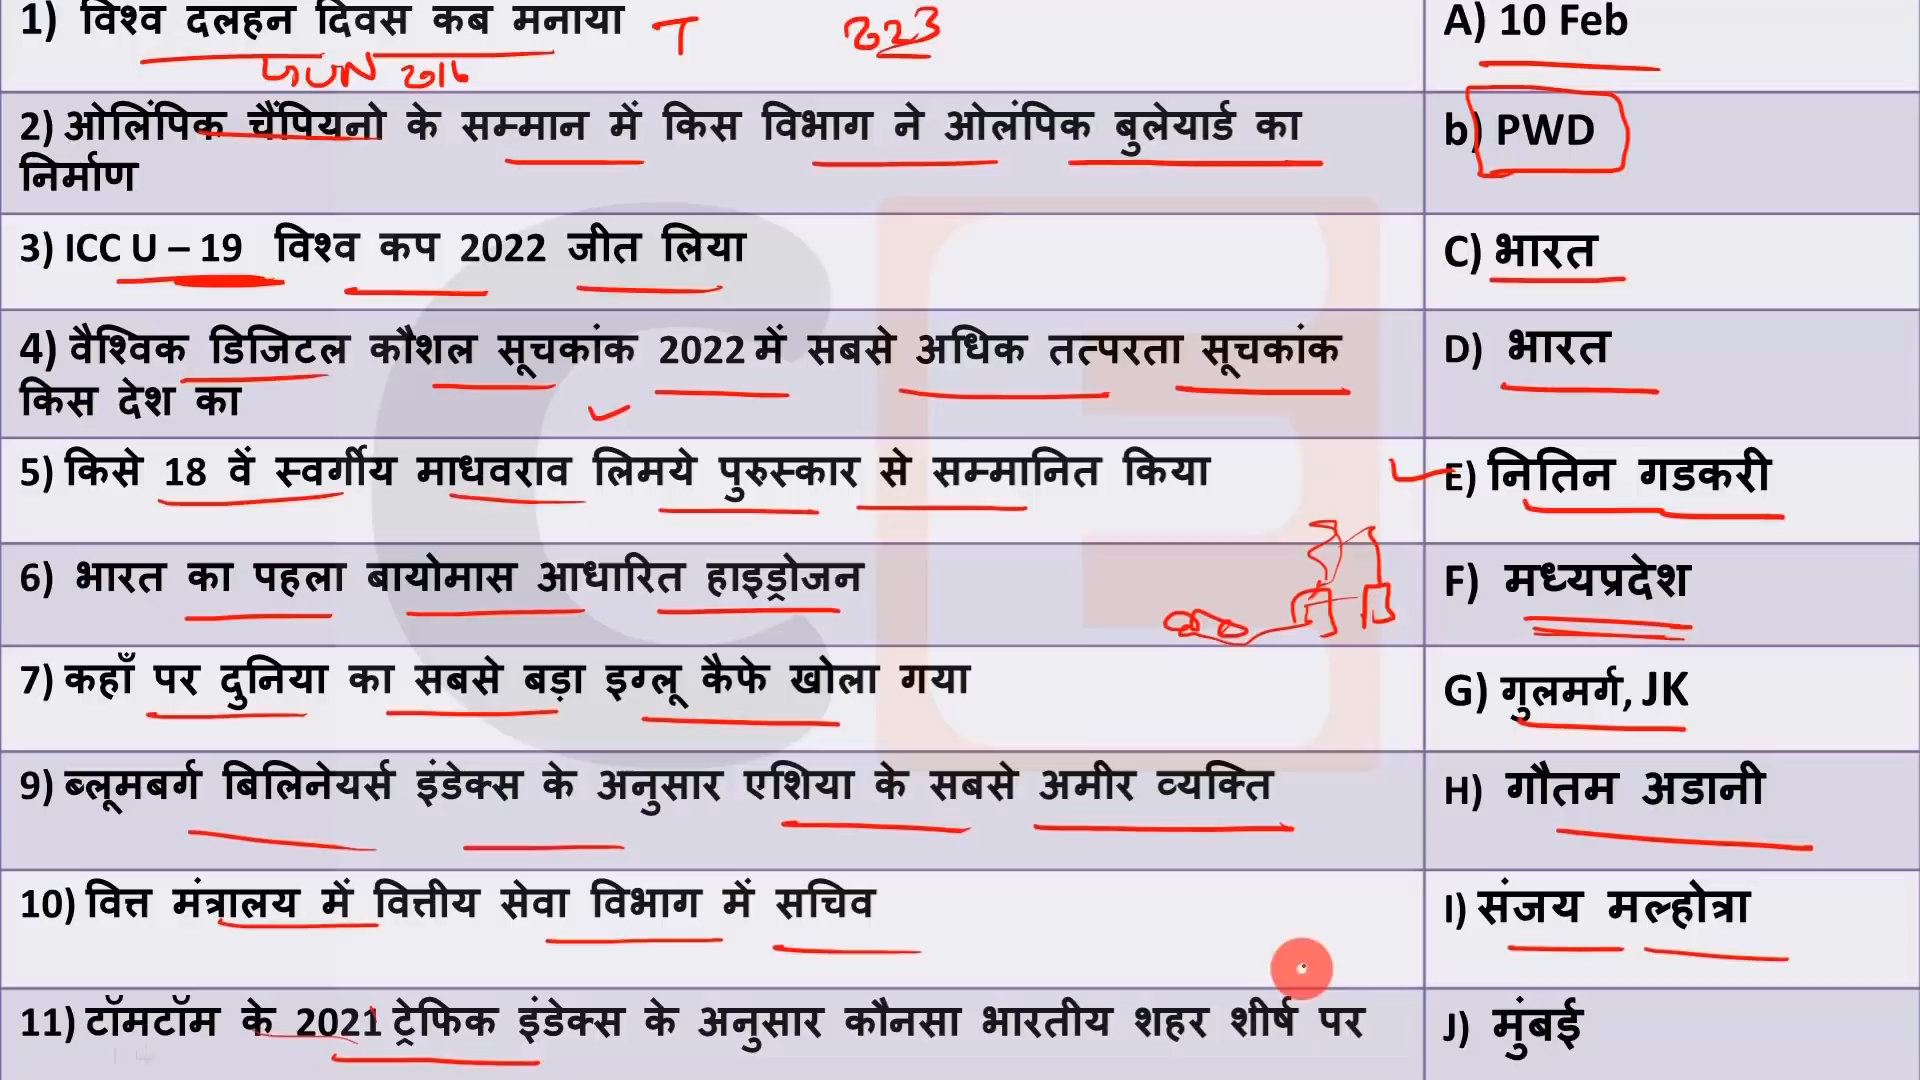 1) विश्व दलहन दिवस कब मनाया T 323 A) 10 Feb
GUN 2016
2) ओलिंपिक चैंपियनो के सम्मान में किस विभाग ने ओलंपिक बुलेयार्ड का b) PWD
निर्माण
3) ICC U – 19 विश्व कप 2022 जीत लिया C) भारत
4) वैश्विक डिजिटल कौशल सूचकांक 2022 में सबसे अधिक तत्परता सूचकांक D) भारत
किस देश का
5) किसे 18 वें स्वर्गीय माधवराव लिमये पुरुस्कार से सम्मानित किया E) नितिन गडकरी
6) भारत का पहला बायोमास आधारित हाइड्रोजन F) मध्यप्रदेश
7) कहाँ पर दुनिया का सबसे बड़ा इग्लू कैफे खोला गया G) गुलमर्ग, JK
9) ब्लूमबर्ग बिलिनेयर्स इंडेक्स के अनुसार एशिया के सबसे अमीर व्यक्ति H) गौतम अडानी
10) वित्त मंत्रालय में वित्तीय सेवा विभाग में सचिव I) संजय मल्होत्रा
11) टॉमटॉम के 2021 ट्रेफिक इंडेक्स के अनुसार कौनसा भारतीय शहर शीर्ष पर J) मुंबई